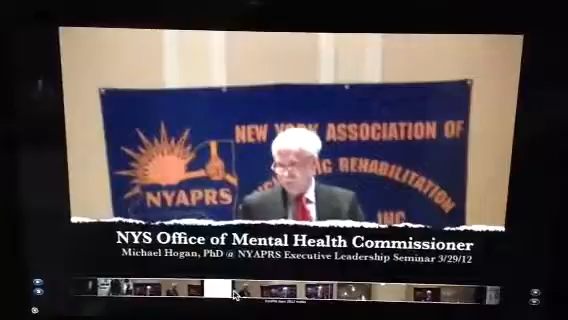 NEW YORK ASSOCIATION OF
REHABILITATION
INC
NYAPRS
NYS Office of Mental Health Commissioner
Michael Hogan, PhD @ NYAPRS Executive Leadership Seminar 3/29/12